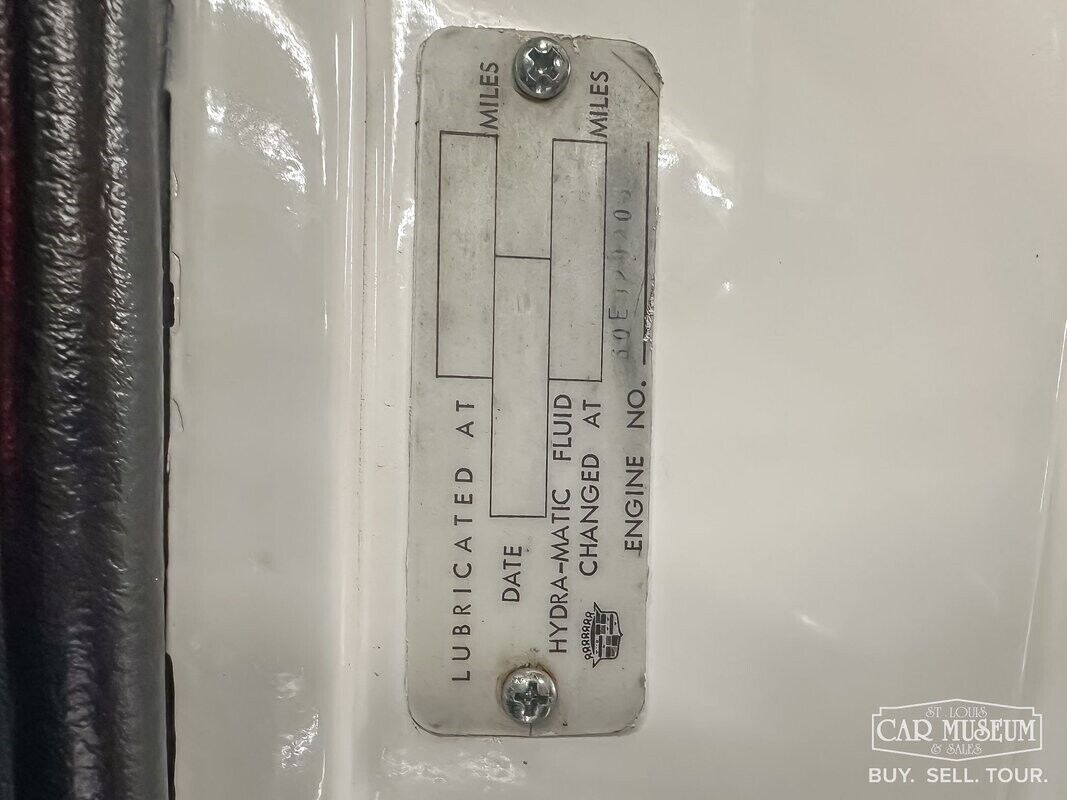 LUBRICATED AT MILES
DATE
HYDRA-MATIC FLUID
CHANGED AT MILES
ENGINE NO.
ST. LOUIS
CAR MUSEUM
& SALES
BUY. SELL. TOUR.